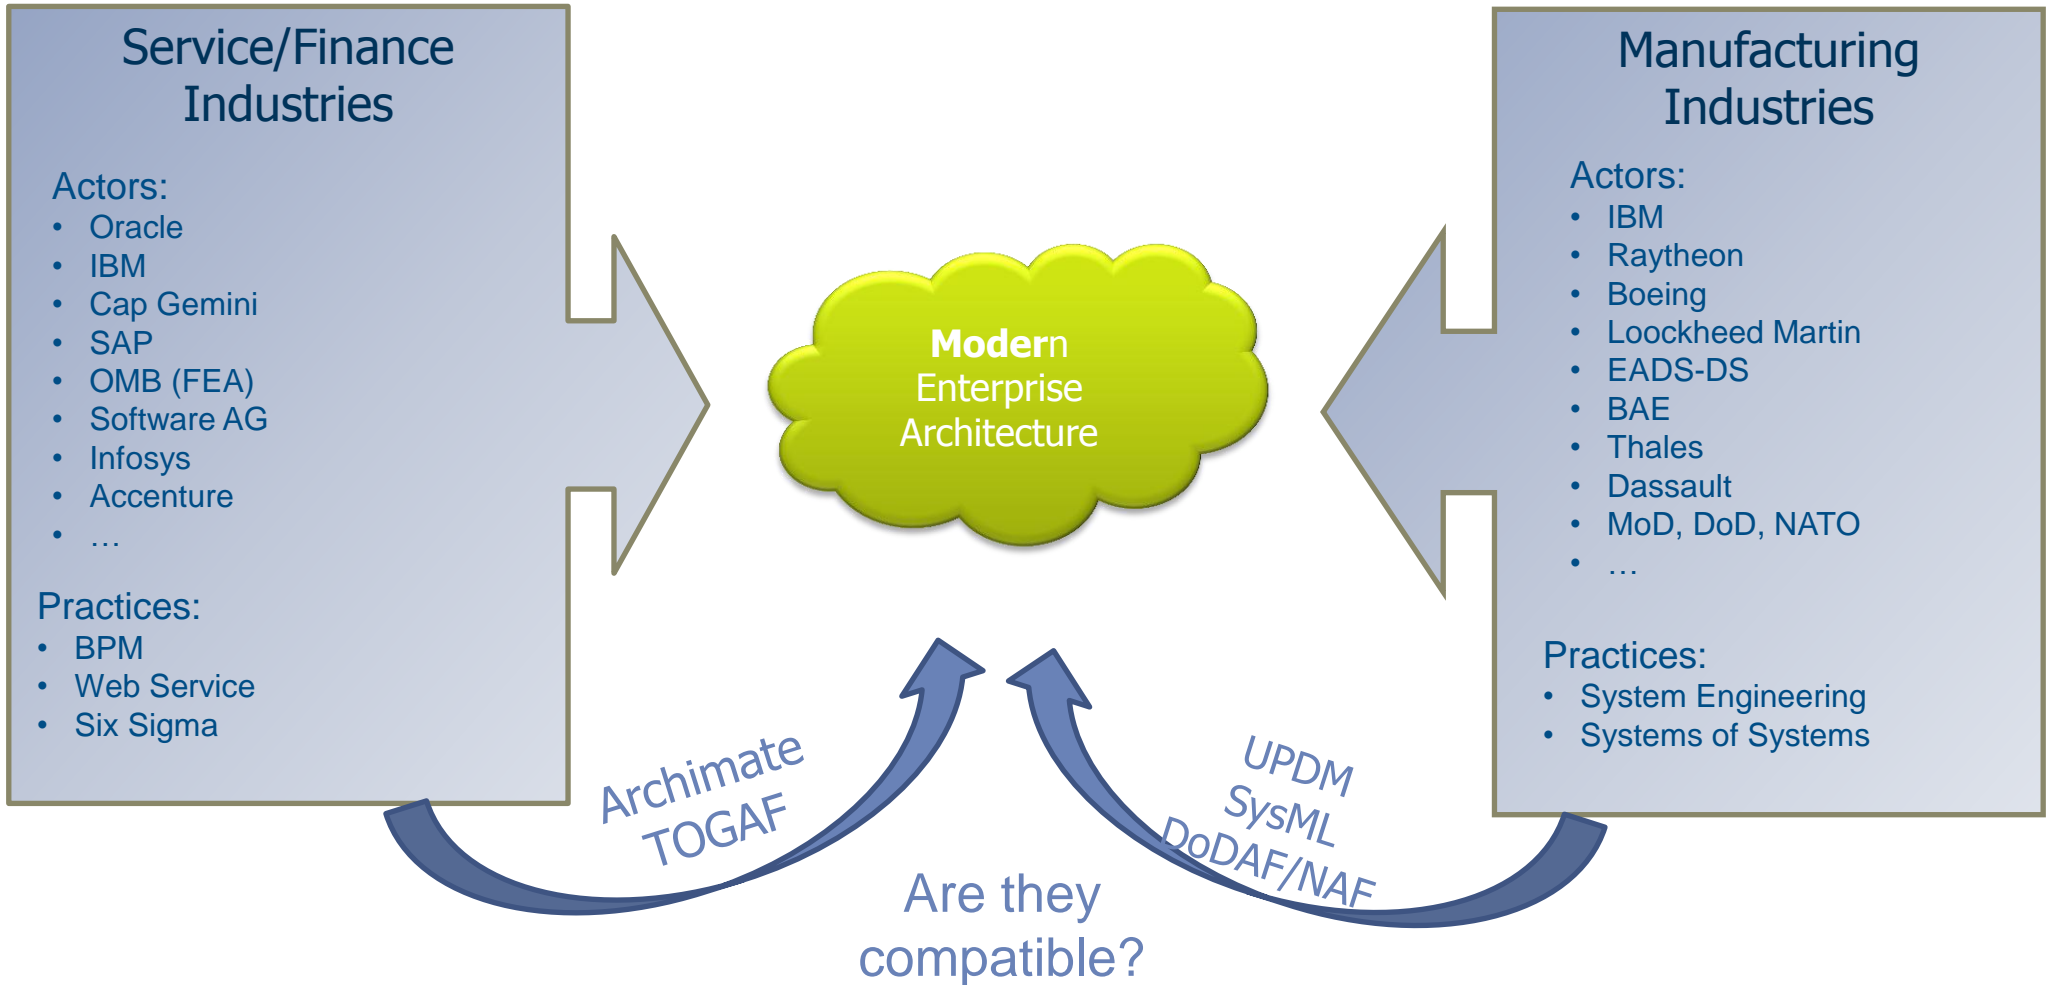 Service/Finance
Industries
Actors:
• Oracle
• IBM
• Cap Gemini
• SAP
• OMB (FEA)
• Software AG
• Infosys
• Accenture
• …
Practices:
• BPM
• Web Service
• Six Sigma
Modern
Enterprise
Architecture
Manufacturing
Industries
Actors:
• IBM
• Raytheon
• Boeing
• Loockheed Martin
• EADS-DS
• BAE
• Thales
• Dassault
• MoD, DoD, NATO
• …
Practices:
• System Engineering
• Systems of Systems
Archimate
TOGAF
UPDM
SysML
DoDAF/NAF
Are they
compatible?